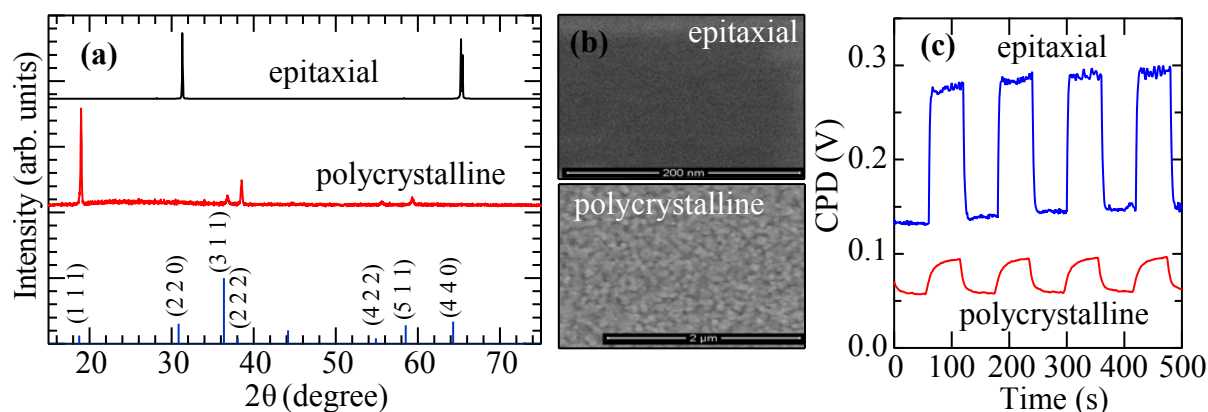 (a)
epitaxial
polycrystalline
Intensity (arb. units)
(1 1 1)
(2 2 0)
(3 1 1)
(2 2 2)
(4 2 2)
(5 1 1)
(4 4 0)
20 30 40 50 60 70
2θ (degree)
(b)
epitaxial
200 nm
polycrystalline
2 μm
(c)
epitaxial
polycrystalline
CPD (V)
0.3
0.2
0.1
0.0
0 100 200 300 400 500
Time (s)